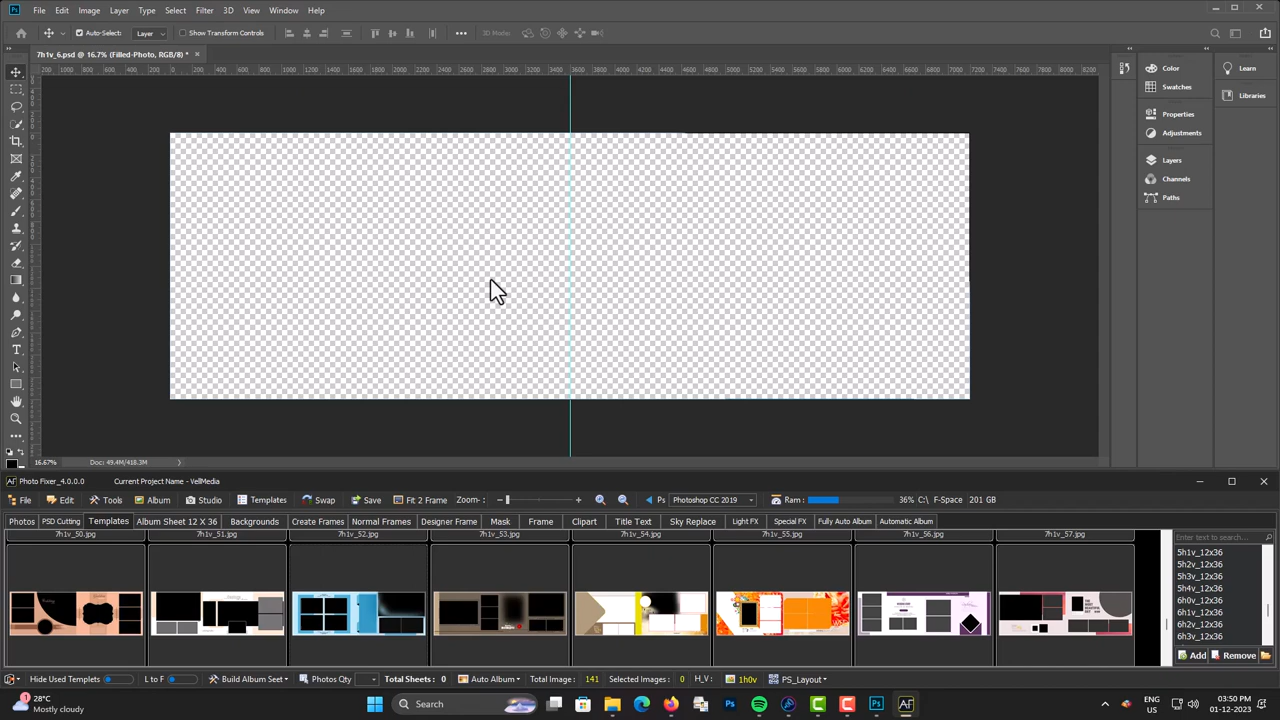 File Edit Image Layer Type Select Filter 3D View Window Help
Auto-Select: Layer Show Transform Controls 3D Mode:
7h1v_6.psd @ 16.7% (Filled-Photo, RGB/8) *
Color
Learn
Swatches
Libraries
Properties
Adjustments
Layers
Channels
Paths
16.67% Doc: 49.4M/418.3M
Photo Fixer_4.0.0.0 Current Project Name - VelMedia
File Edit Tools Album Studio Templates Swap Save Fit 2 Frame Zoom:- Ps Photoshop CC 2019 Ram : 36% C: F-Space 201 GB
Photos PSD Cutting Templates Album Sheet 12 X 36 Backgrounds Create Frames Normal Frames Designer Frame Mask Frame Clipart Title Text Sky Replace Light FX Special FX Fully Auto Album Automatic Album
7h1v_50.jpg 7h1v_51.jpg 7h1v_52.jpg 7h1v_53.jpg 7h1v_54.jpg 7h1v_55.jpg 7h1v_56.jpg 7h1v_57.jpg
Enter text to search...
5h1v_12x36
5h2v_12x36
5h3v_12x36
5h4v_12x36
6h0v_12x36
6h1v_12x36
6h2v_12x36
6h3v_12x36
Add Remove
Hide Used Templets L to F Build Album Seet Photos Qty Total Sheets: 0 Auto Album Total Image: 141 Selected Images: 0 H_V: 1h0v PS_Layout
28°C
Mostly cloudy
Search
ENG
US
03:50 PM
01-12-2023